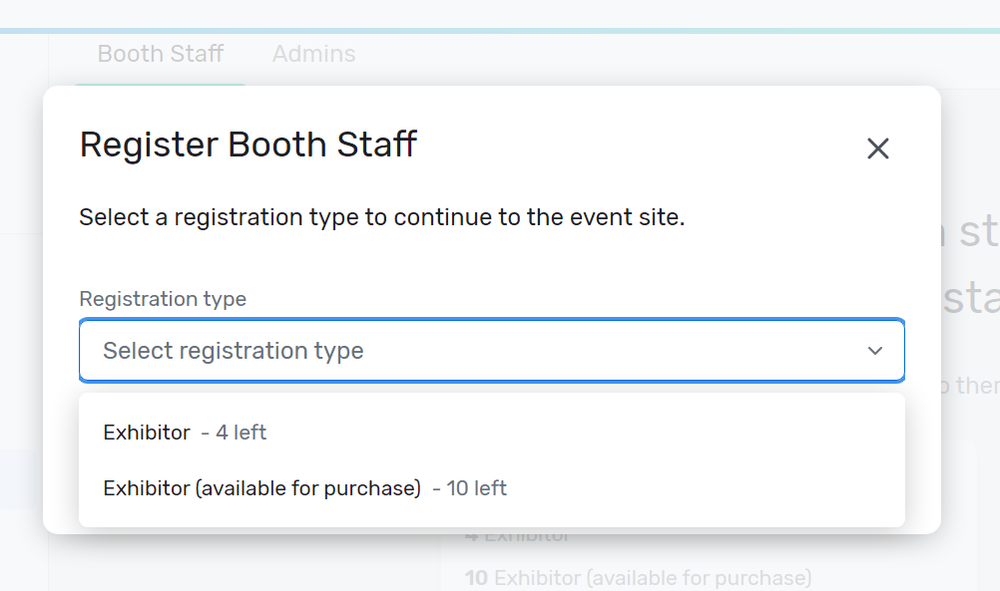 Booth Staff Admins
Register Booth Staff
Select a registration type to continue to the event site.
Registration type
Select registration type
Exhibitor - 4 left
Exhibitor (available for purchase) - 10 left
4 Exhibitor
10 Exhibitor (available for purchase)